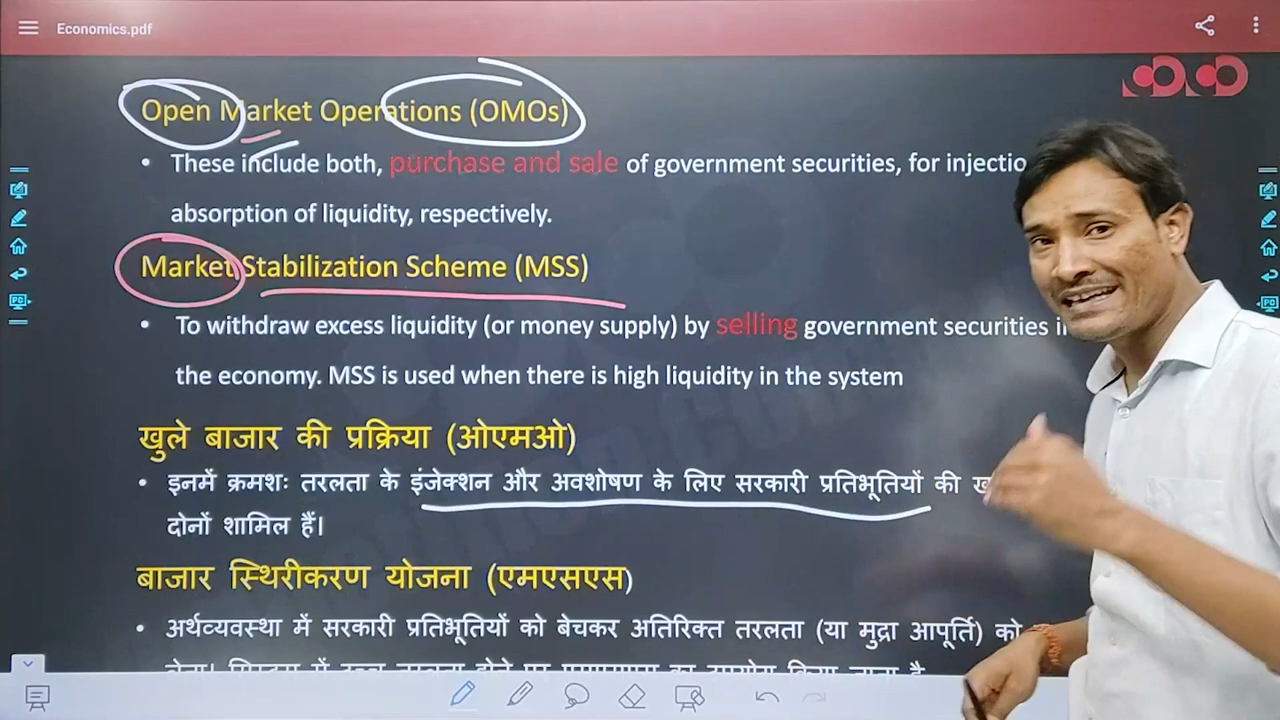 Economics.pdf
Open Market Operations (OMOs)
• These include both, purchase and sale of government securities, for injectio
absorption of liquidity, respectively.
Market Stabilization Scheme (MSS)
• To withdraw excess liquidity (or money supply) by selling government securities i
the economy. MSS is used when there is high liquidity in the system
खुले बाजार की प्रक्रिया (ओएमओ)
• इनमें क्रमशः तरलता के इंजेक्शन और अवशोषण के लिए सरकारी प्रतिभूतियों की
दोनों शामिल हैं।
बाजार स्थिरीकरण योजना (एमएसएस)
• अर्थव्यवस्था में सरकारी प्रतिभूतियों को बेचकर अतिरिक्त तरलता (या मुद्रा आपूर्ति) को